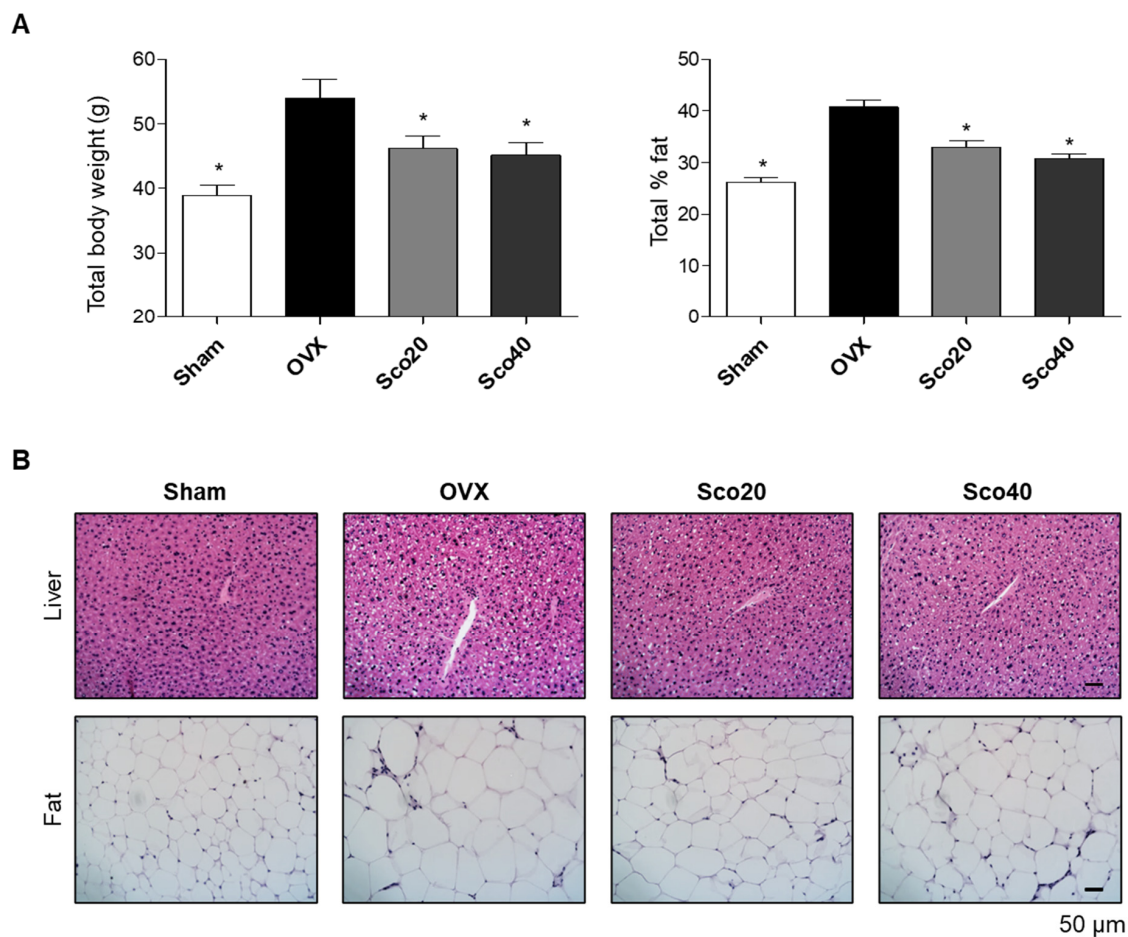 A
Total body weight (g)
60
50
40
30
20
*
*
*
Sham
OVX
Sco20
Sco40
Total % fat
50
40
30
20
10
0
*
*
*
Sham
OVX
Sco20
Sco40
B
Sham OVX Sco20 Sco40
Liver
Fat
50 µm